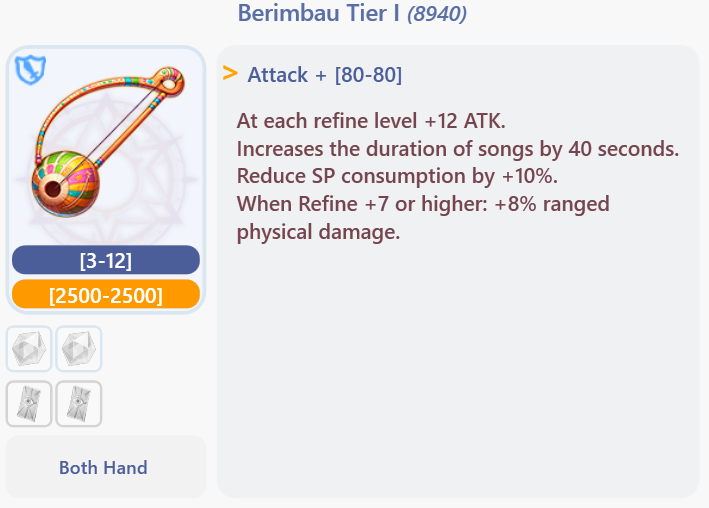 Berimbau Tier I (8940)
> Attack + [80-80]
At each refine level +12 ATK.
Increases the duration of songs by 40 seconds.
Reduce SP consumption by +10%.
When Refine +7 or higher: +8% ranged
physical damage.
[3-12]
[2500-2500]
Both Hand